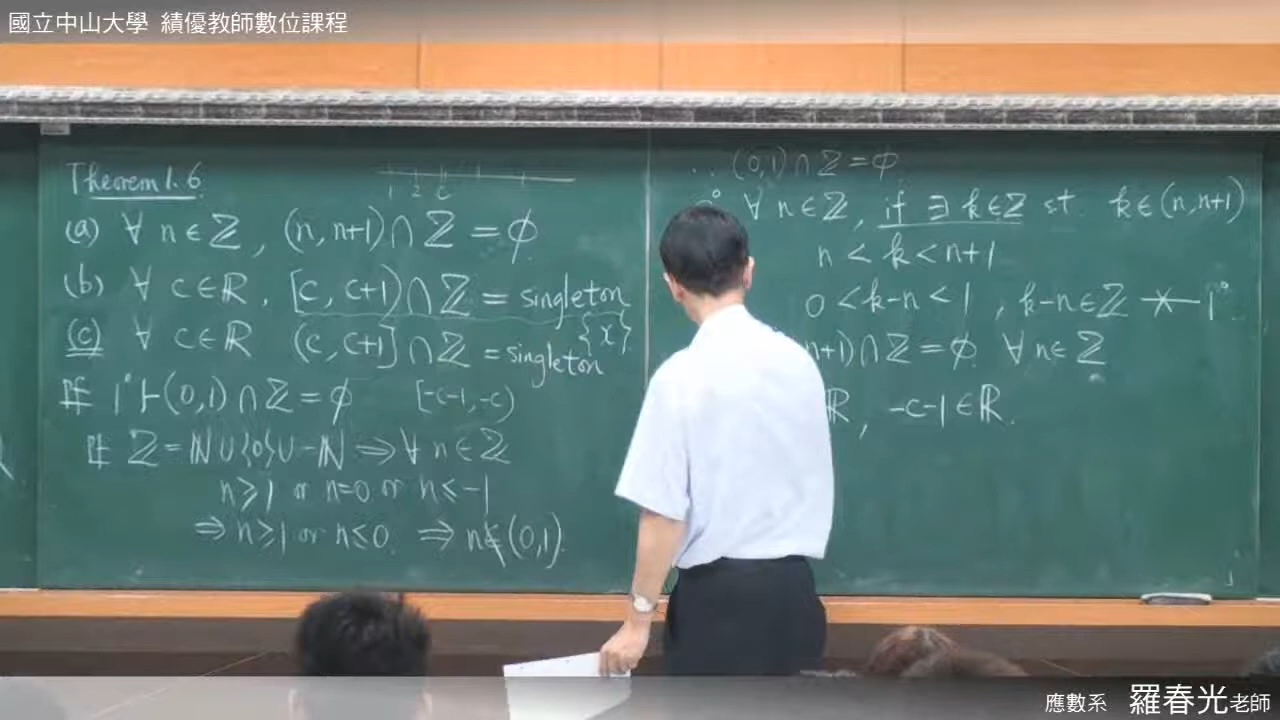 國立中山大學 績優教師數位課程
Theorem 1.6
1 2 c
(a) ∀ n∈ℤ, (n, n+1)∩ℤ = ϕ
(b) ∀ c∈ℝ, [c, c+1)∩ℤ = singleton
{x}
(c) ∀ c∈ℝ (c, c+1]∩ℤ = singleton
1° ⊢ (0,1)∩ℤ = ϕ [-c-1, -c)
ℤ = ℕ∪{0}∪-ℕ ⇒ ∀ n∈ℤ
n≥1 or n=0 or n≤-1
⇒ n≥1 or n≤0. ⇒ n∉(0,1).
∴ (0,1)∩ℤ = ϕ
∀ n∈ℤ, if ∃ k∈ℤ st. k∈(n, n+1)
n < k < n+1
0 < k-n < 1, k-n∈ℤ ※ 1°
n+1)∩ℤ = ϕ, ∀ n∈ℤ
ℝ, -c-1∈ℝ.
應數系 羅春光老師